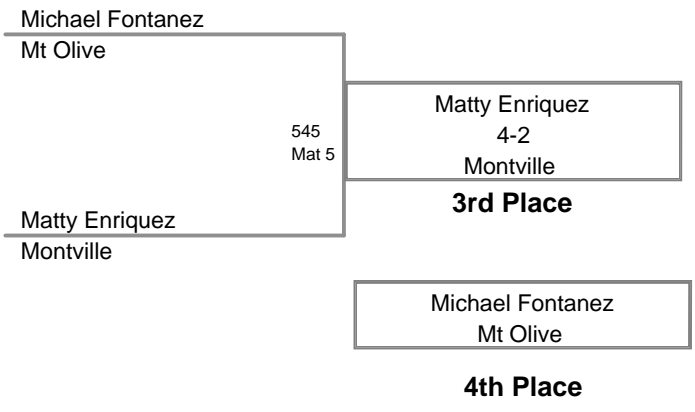 Michael Fontanez
Mt Olive
545
Mat 5
Matty Enriquez
Montville
Matty Enriquez
4-2
Montville
3rd Place
Michael Fontanez
Mt Olive
4th Place